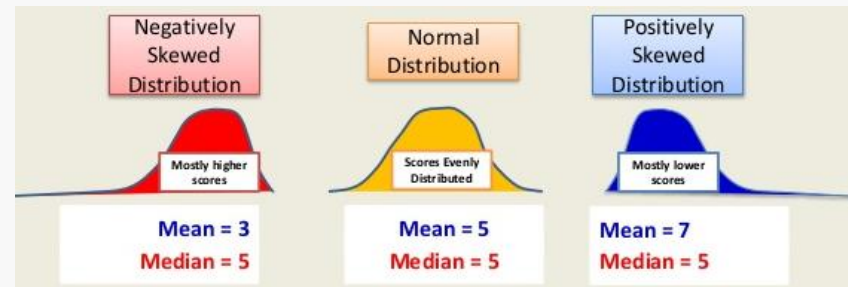 Negatively
Skewed
Distribution
Normal
Distribution
Positively
Skewed
Distribution
Mostly higher
scores
Scores Evenly
Distributed
Mostly lower
scores
Mean = 3
Median = 5
Mean = 5
Median = 5
Mean = 7
Median = 5